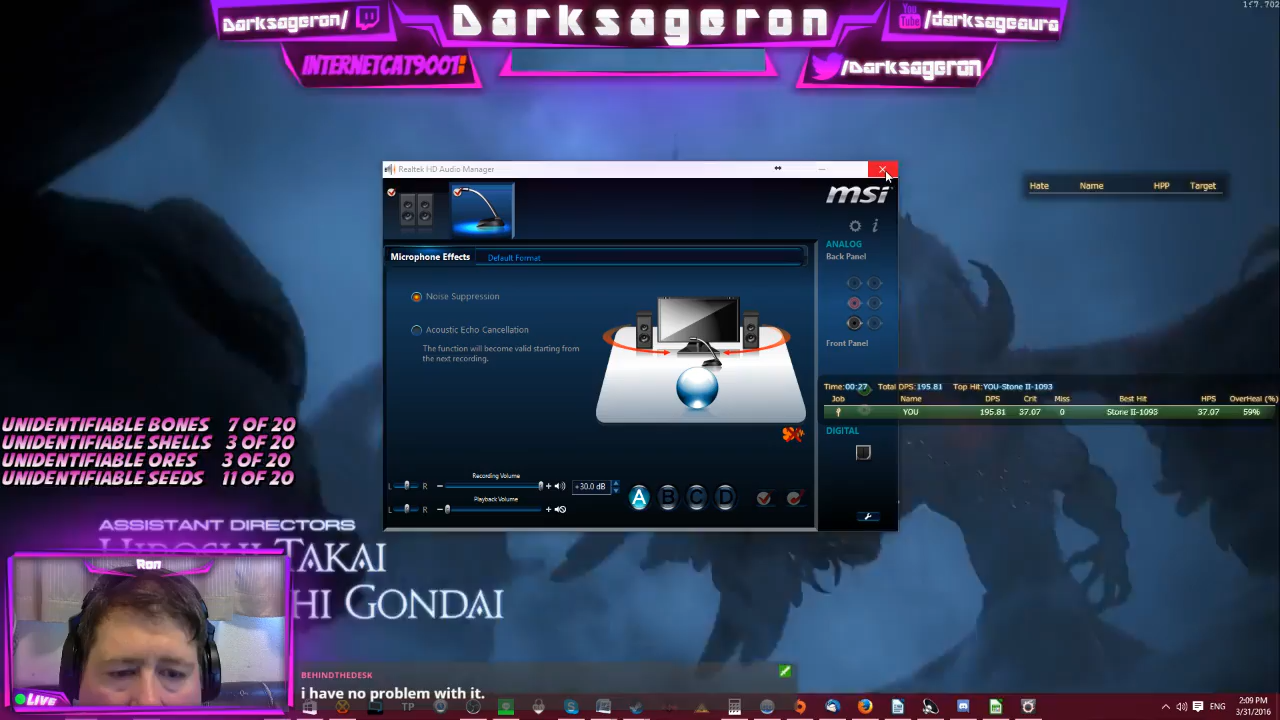 117.702
Darksageron/
Darksageron
You Tube /darksageaura
INTERNETCAT9001:
/Darksageron
Realtek HD Audio Manager
msi
Hate Name HPP Target
ANALOG
Back Panel
Microphone Effects Default Format
Noise Suppression
Acoustic Echo Cancellation
The function will become valid starting from
the next recording.
Front Panel
Time:00:27 Total DPS:195.81 Top Hit:YOU-Stone II-1093
Job Name DPS Crit Miss Best Hit HPS OverHeal (%)
YOU 195.81 37.07 0 Stone II-1093 37.07 59%
DIGITAL
UNIDENTIFIABLE BONES 7 OF 20
UNIDENTIFIABLE SHELLS 3 OF 20
UNIDENTIFIABLE ORES 3 OF 20
UNIDENTIFIABLE SEEDS 11 OF 20
Recording Volume
L R - + +30.0 dB
A B C D
Playback Volume
L R - +
ASSISTANT DIRECTORS
HIROSHI TAKAI
HI GONDAI
Ron
LIVE
BEHINDTHEDESK
i have no problem with it.
TP
ENG
2:09 PM
3/31/2016